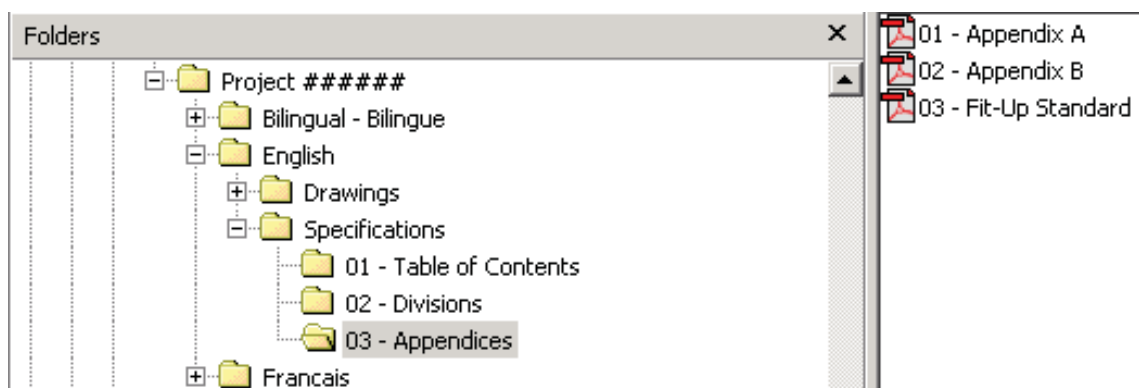 Folders
Project ######
Bilingual - Bilingue
English
Drawings
Specifications
01 - Table of Contents
02 - Divisions
03 - Appendices
Francais
01 - Appendix A
02 - Appendix B
03 - Fit-Up Standard